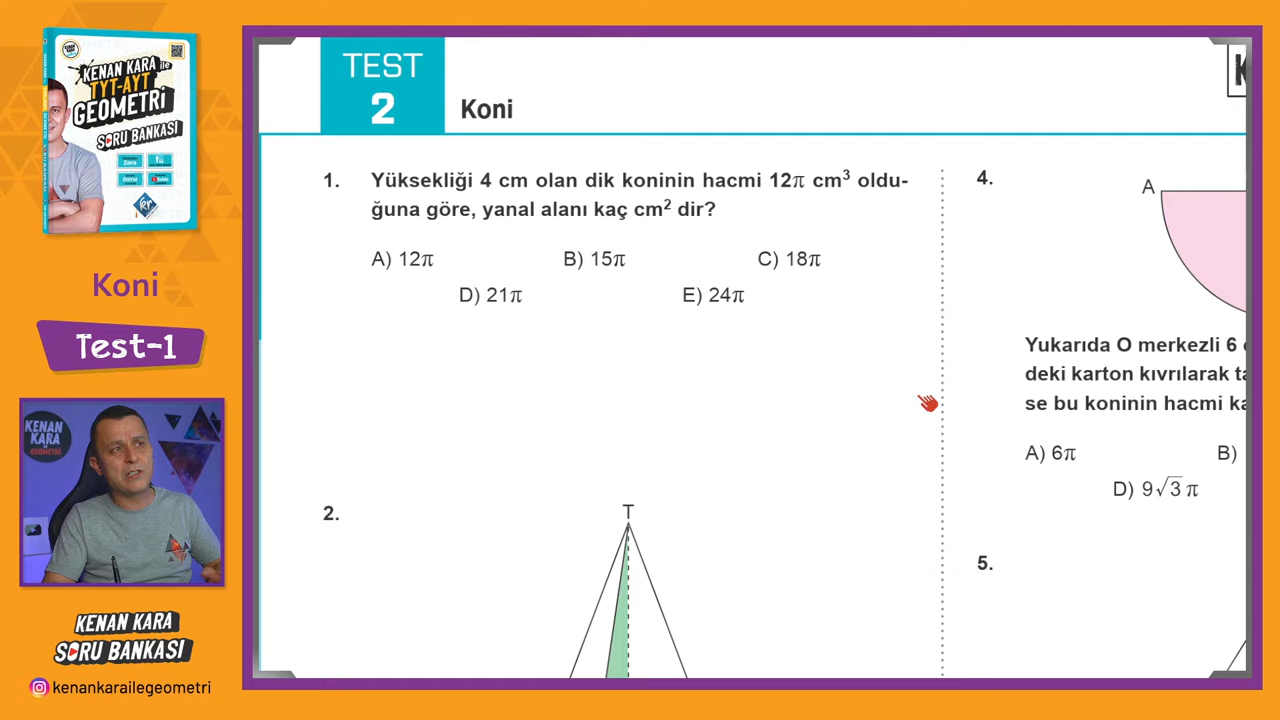 KENAN KARA ile
TYT-AYT
GEOMETRİ
SORU BANKASI
Koni
Test-1
KENAN
KARA
GEOMETRİ
KENAN KARA
SORU BANKASI
kenankarailegeometri
TEST
2
Koni
1. Yüksekliği 4 cm olan dik koninin hacmi 12π cm³ oldu-
ğuna göre, yanal alanı kaç cm² dir?
A) 12π B) 15π C) 18π
D) 21π E) 24π
2.
T
4.
A
Yukarıda O merkezli 6
deki karton kıvrılarak ta
se bu koninin hacmi ka
A) 6π B)
D) 9√3 π
5.